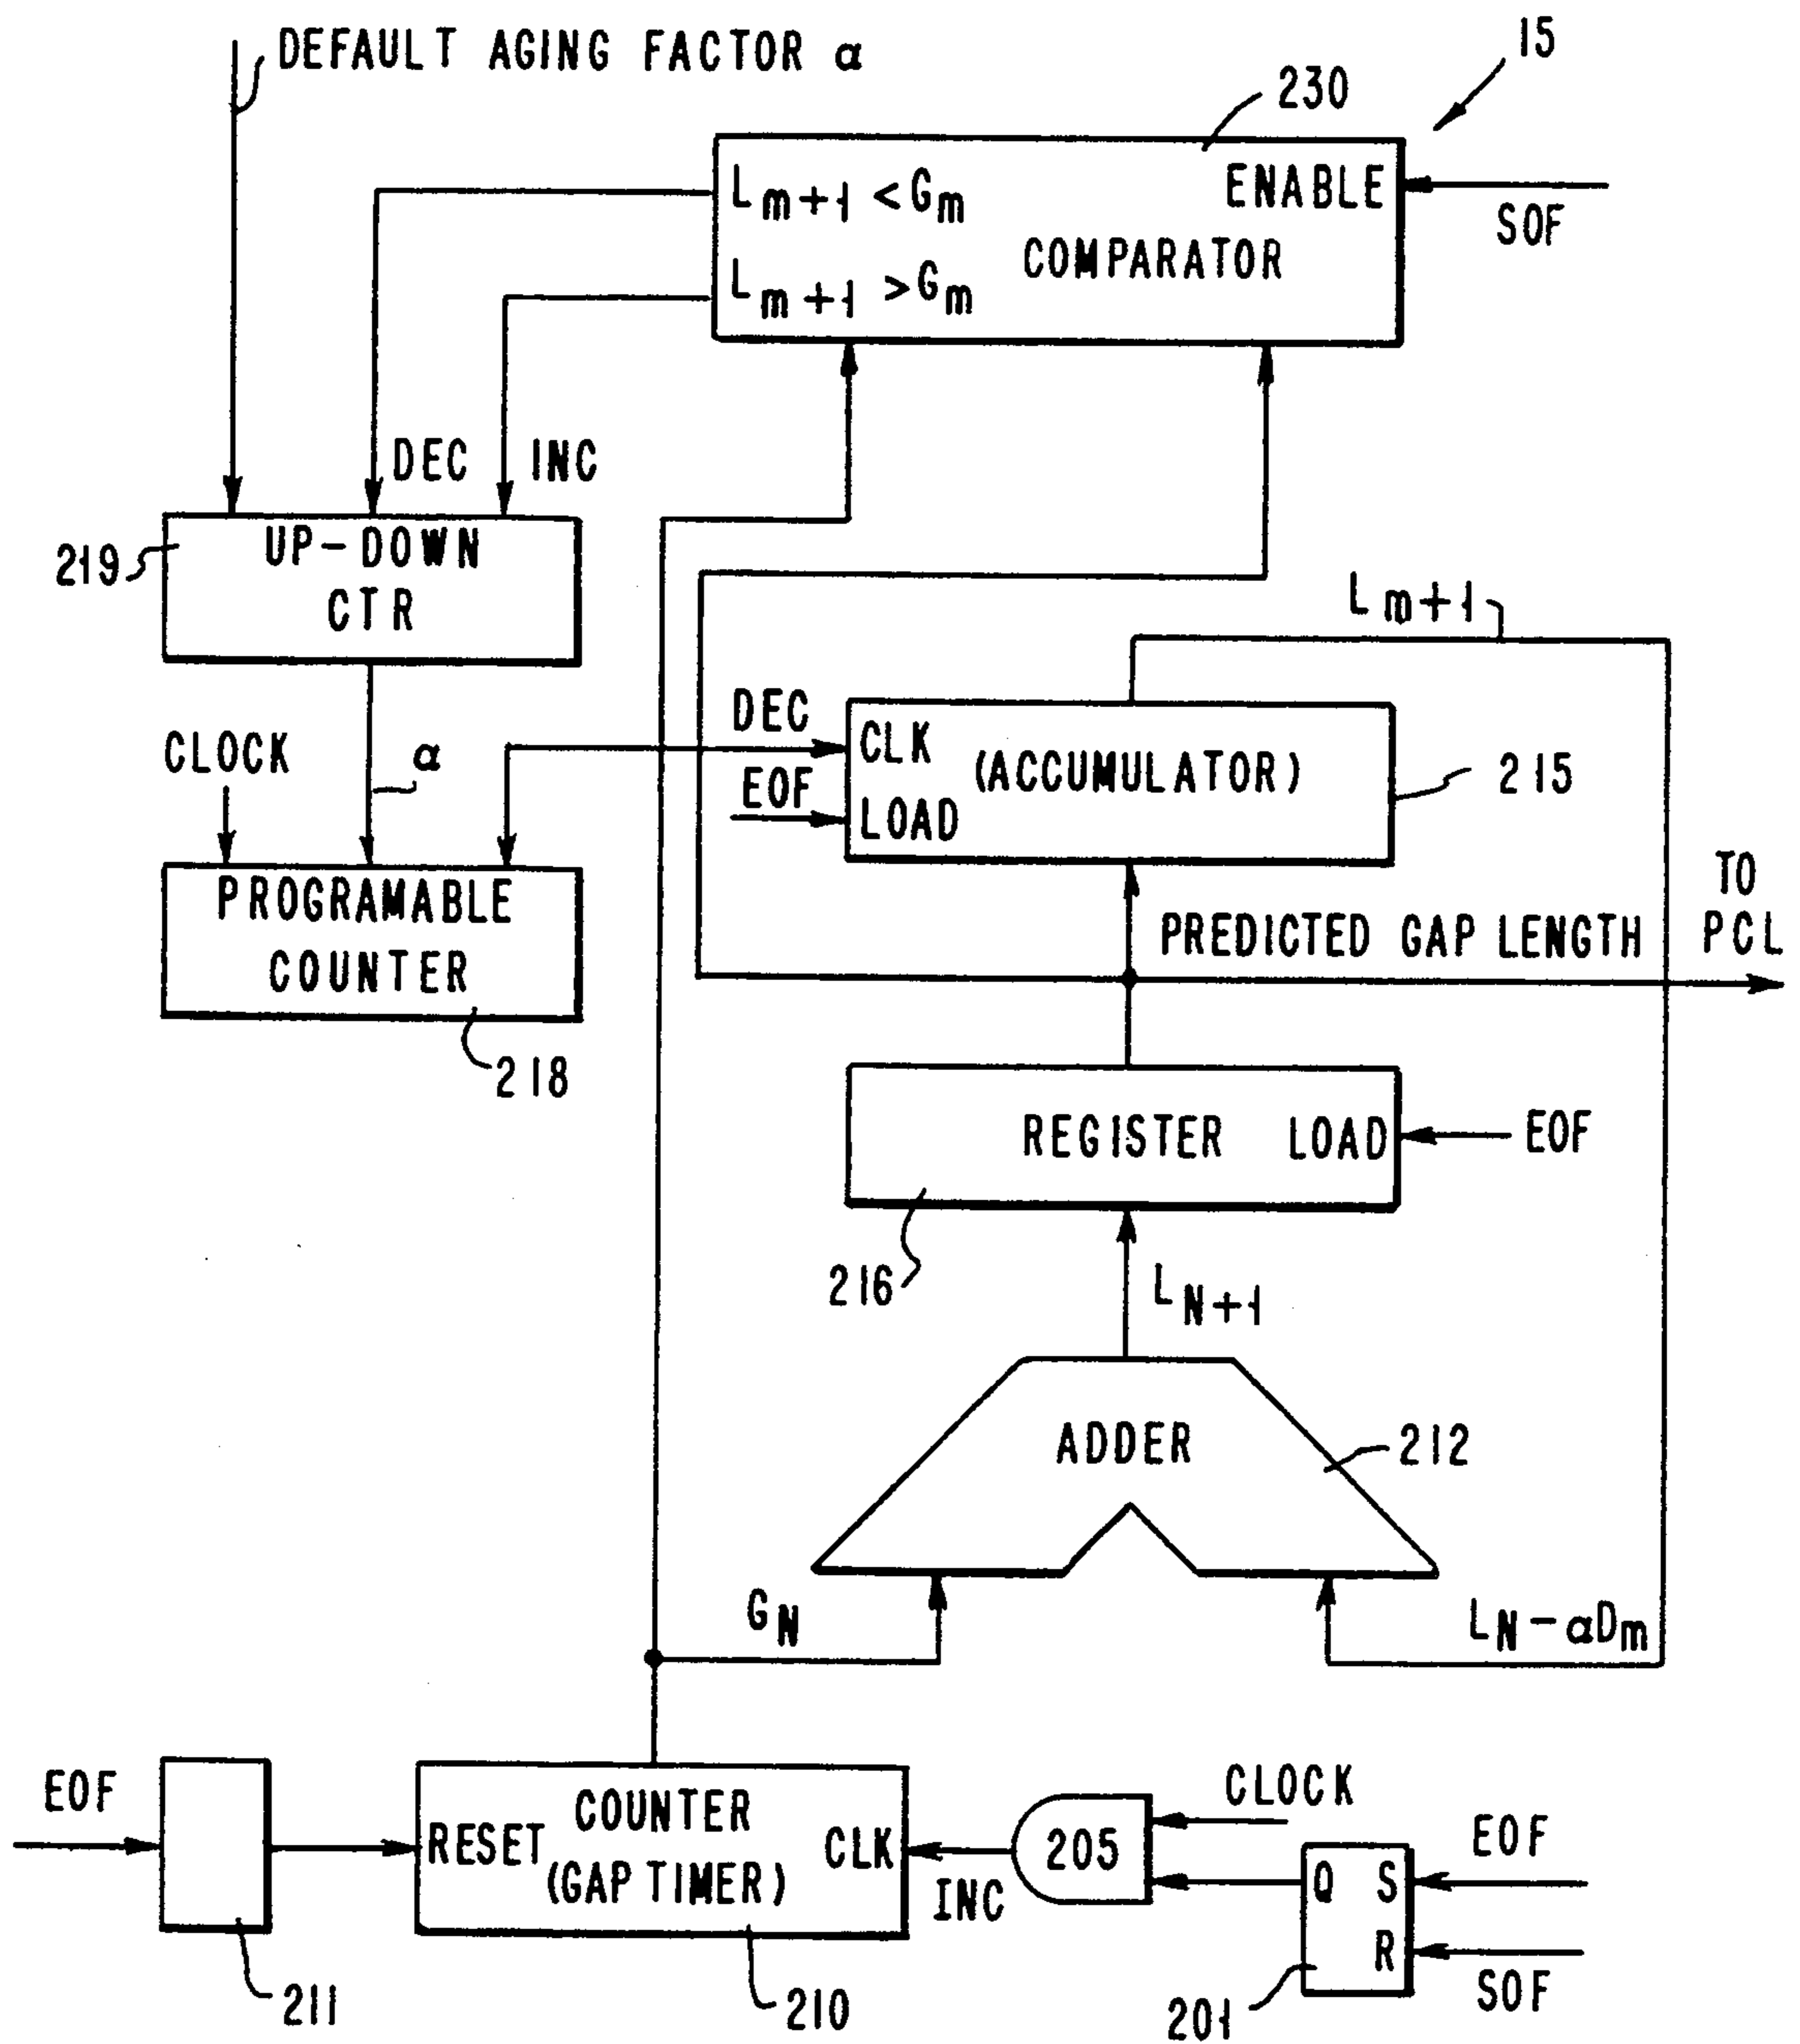 DEFAULT AGING FACTOR α
15
230
Lm+1 <Gm
ENABLE
SOF
COMPARATOR
Lm+1 >Gm
DEC
INC
219
UP-DOWN
CTR
Lm+1
CLOCK
α
DEC
CLK
(ACCUMULATOR)
215
EOF
LOAD
PROGRAMABLE
COUNTER
218
PREDICTED GAP LENGTH
TO
PCL
REGISTER
LOAD
EOF
216
LN+1
ADDER
212
GN
LN-αDm
EOF
211
RESET
COUNTER
(GAP TIMER)
CLK
210
INC
205
CLOCK
Q
S
R
EOF
SOF
201